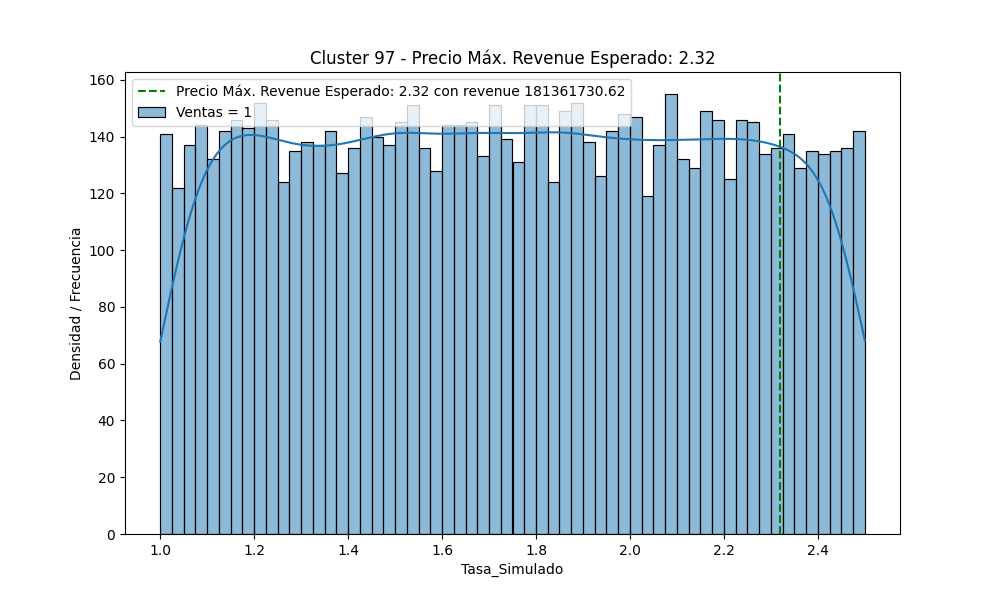 Cluster 97 - Precio Máx. Revenue Esperado: 2.32
Precio Máx. Revenue Esperado: 2.32 con revenue 181361730.62
Ventas = 1
160
140
120
100
80
60
40
20
0
Densidad / Frecuencia
1.0 1.2 1.4 1.6 1.8 2.0 2.2 2.4
Tasa_Simulado